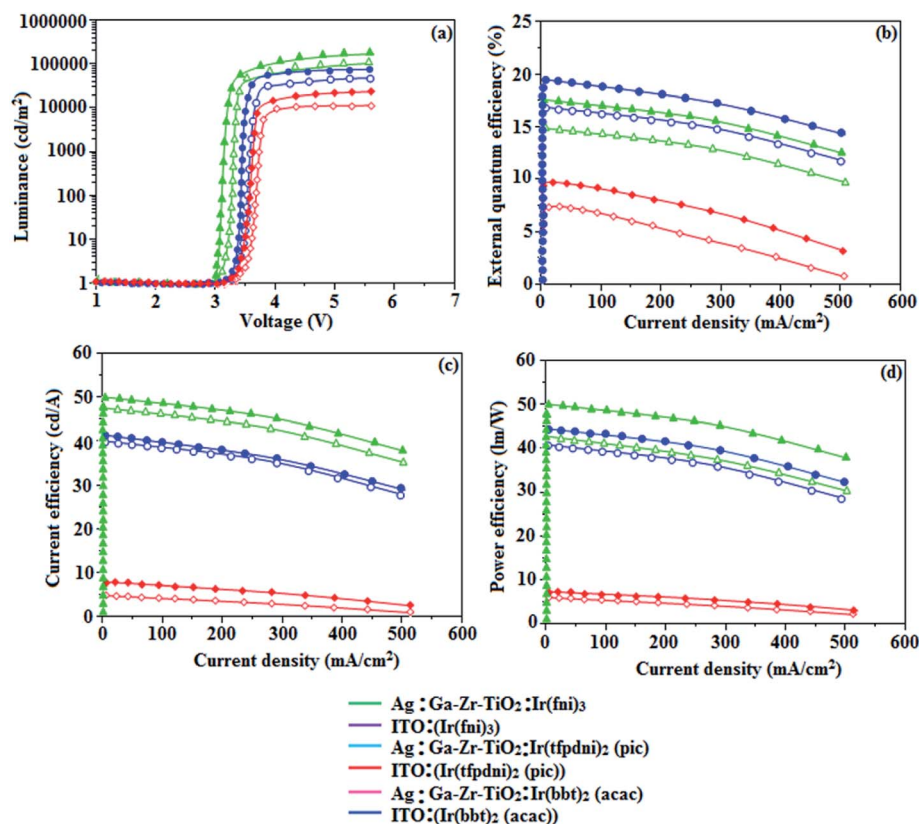 (a)
1000000
100000
10000
1000
100
10
1
Luminance (cd/m²)
1 2 3 4 5 6 7
Voltage (V)
(b)
25
20
15
10
5
0
External quantum efficiency (%)
0 100 200 300 400 500 600
Current density (mA/cm²)
(c)
60
50
40
30
20
10
0
Current efficiency (cd/A)
0 100 200 300 400 500 600
Current density (mA/cm²)
(d)
60
50
40
30
20
10
0
Power efficiency (lm/W)
0 100 200 300 400 500 600
Current density (mA/cm²)
Ag:Ga-Zr-TiO₂:Ir(fni)₃
ITO:(Ir(fni)₃)
Ag:Ga-Zr-TiO₂:Ir(tfpdni)₂ (pic)
ITO:(Ir(tfpdni)₂ (pic))
Ag:Ga-Zr-TiO₂:Ir(bbt)₂ (acac)
ITO:(Ir(bbt)₂ (acac))